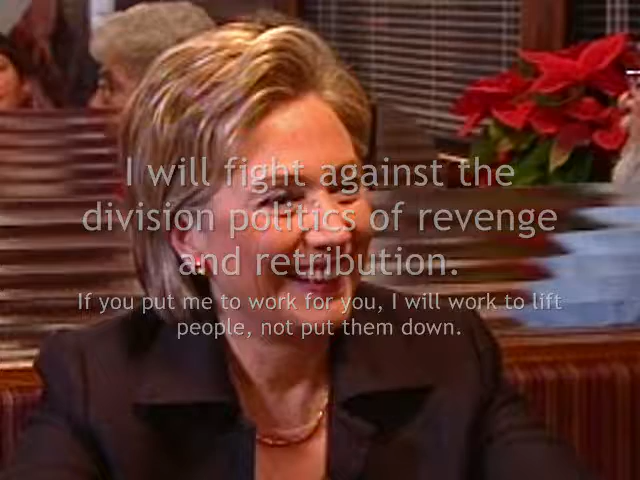 I will fight against the
division politics of revenge
and retribution.
If you put me to work for you, I will work to lift
people, not put them down.